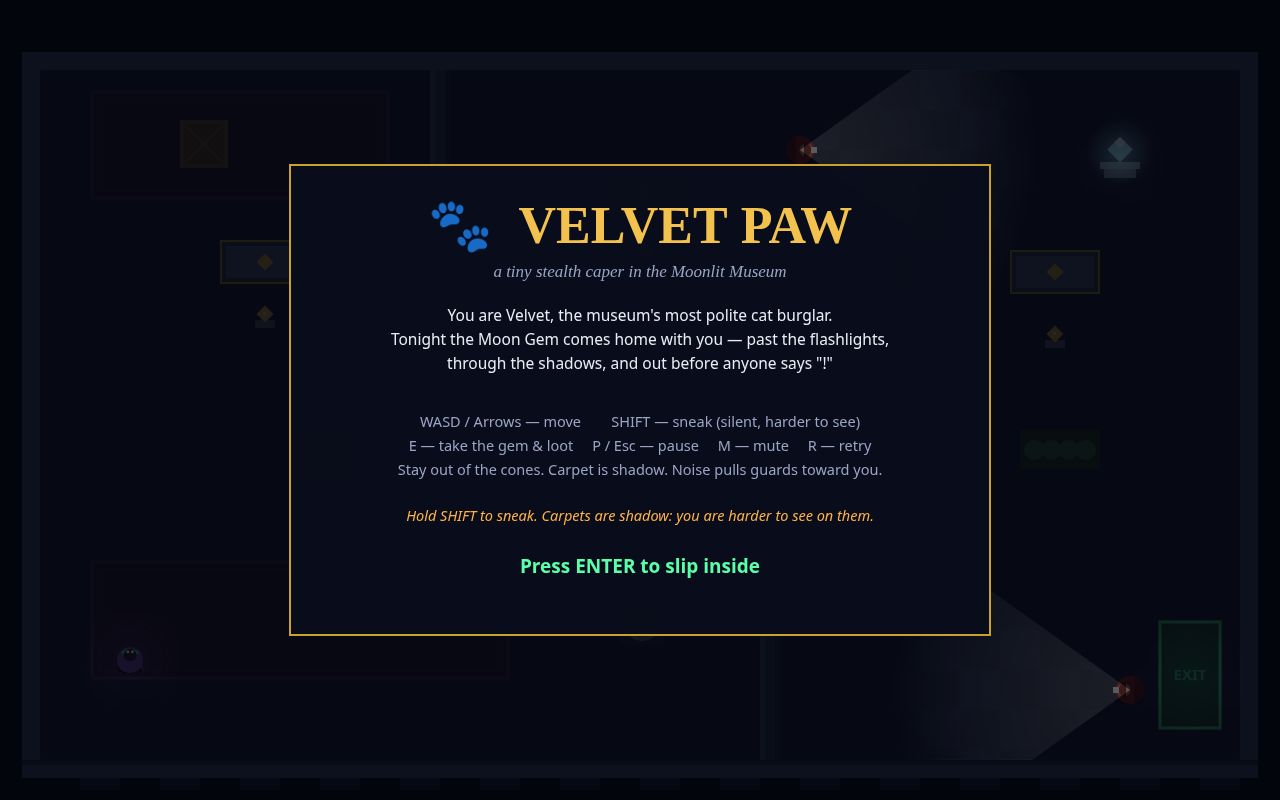 VELVET PAW
a tiny stealth caper in the Moonlit Museum
You are Velvet, the museum's most polite cat burglar.
Tonight the Moon Gem comes home with you — past the flashlights,
through the shadows, and out before anyone says "!"
WASD / Arrows — move SHIFT — sneak (silent, harder to see)
E — take the gem & loot P / Esc — pause M — mute R — retry
Stay out of the cones. Carpet is shadow. Noise pulls guards toward you.
Hold SHIFT to sneak. Carpets are shadow: you are harder to see on them.
Press ENTER to slip inside
EXIT